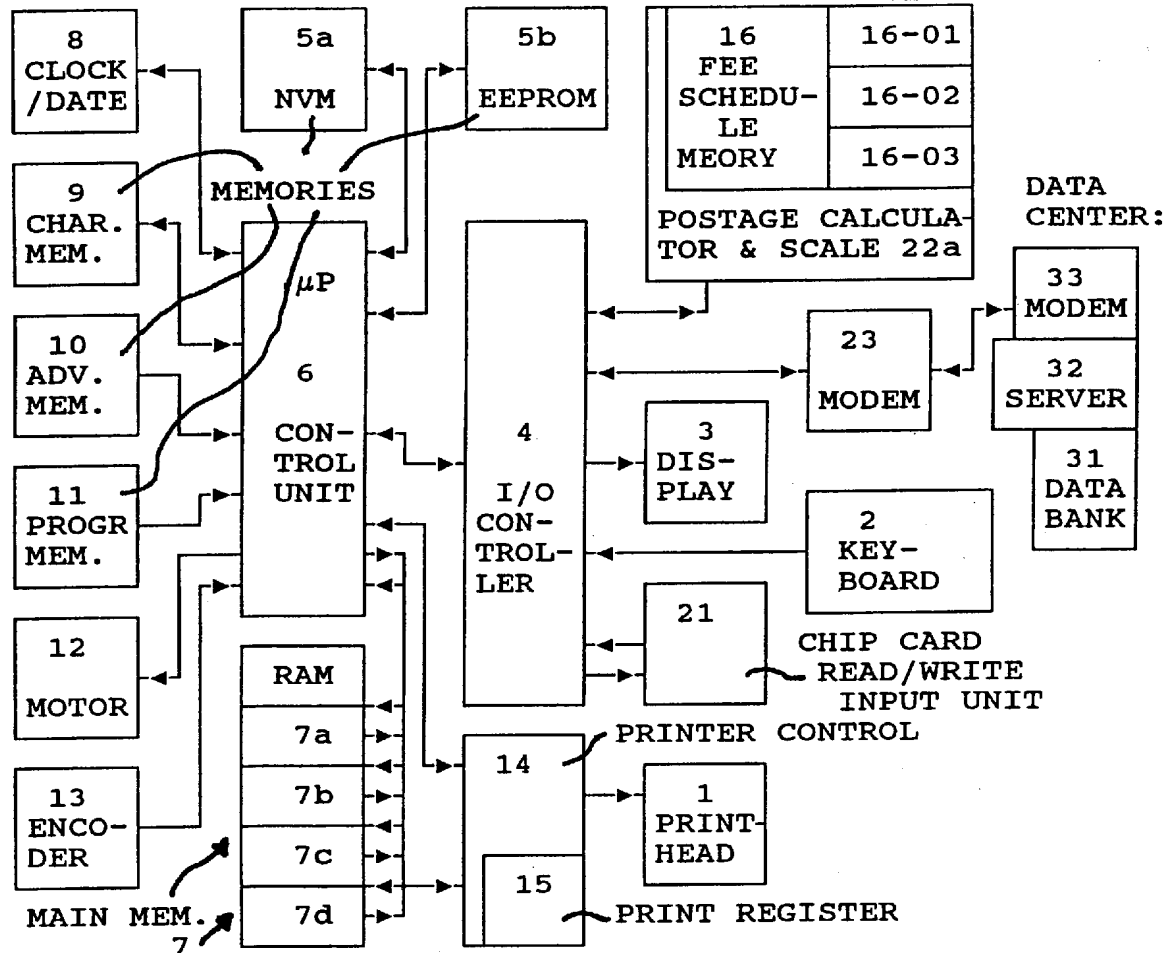 8
CLOCK
/DATE
5a
NVM
5b
EEPROM
16
FEE
SCHEDU-
LE
MEORY
16-01
16-02
16-03
POSTAGE CALCULA-
TOR & SCALE 22a
MEMORIES
9
CHAR.
MEM.
10
ADV.
MEM.
11
PROGR
MEM.
12
MOTOR
13
ENCO-
DER
µP
6
CON-
TROL
UNIT
RAM
7a
7b
7c
7d
MAIN MEM.
7
4
I/O
CON-
TROL-
LER
3
DIS-
PLAY
23
MODEM
DATA
CENTER:
33
MODEM
32
SERVER
31
DATA
BANK
2
KEY-
BOARD
21
CHIP CARD
READ/WRITE
INPUT UNIT
PRINTER CONTROL
14
15
1
PRINT-
HEAD
PRINT REGISTER